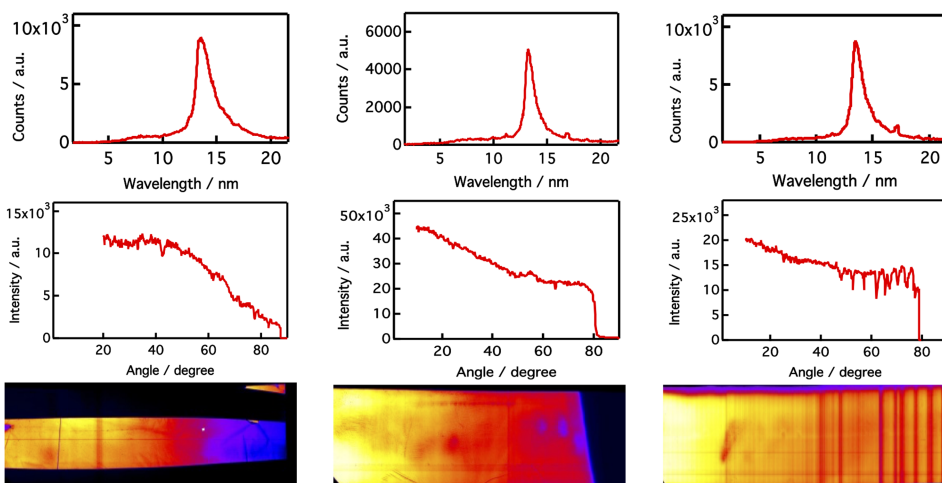 10x10³
5
0
Counts / a.u.
5 10 15 20
Wavelength / nm
6000
4000
2000
0
Counts / a.u.
5 10 15 20
Wavelength / nm
10x10³
5
0
Counts / a.u.
5 10 15 20
Wavelength / nm
15x10³
10
5
0
Intensity / a.u.
20 40 60 80
Angle / degree
50x10³
40
30
20
10
0
Intensity / a.u.
20 40 60 80
Angle / degree
25x10³
20
15
10
5
0
Intensity / a.u.
20 40 60 80
Angle / degree